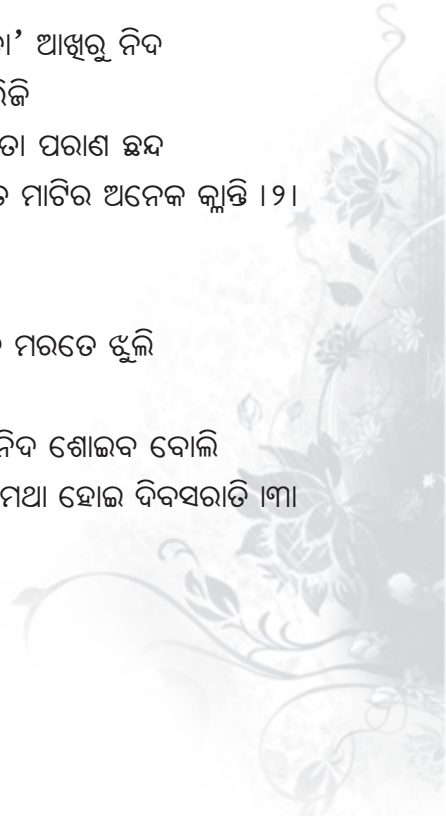 ା’ ଆଖିରୁ ନିଦ
ଜି
ତା ପରାଣ ଛନ୍ଦ
ମାଟିର ଅନେକ କ୍ଳାନ୍ତି ।୨।
ମରତେ ଝୁଲି
ନିଦ ଶୋଇବ ବୋଲି
ମଥା ହୋଇ ଦିବସରାତି ।୩।